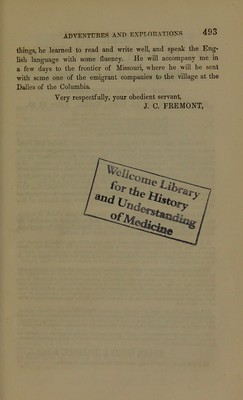 ADVENTURES AND EXPLORATIONS 493
things, he learned to read and write well, and speak the Eng-
lish language with some fluency. He will accompany me in
a few days to the frontier of Missouri, where he will be sent
with some one of the emigrant companies to the village at the
Dalles of the Columbia.
Very respectfully, your obedient servant,
J. C. FREMONT,
Wellcome Library
for the History
and Understanding
of Medicine